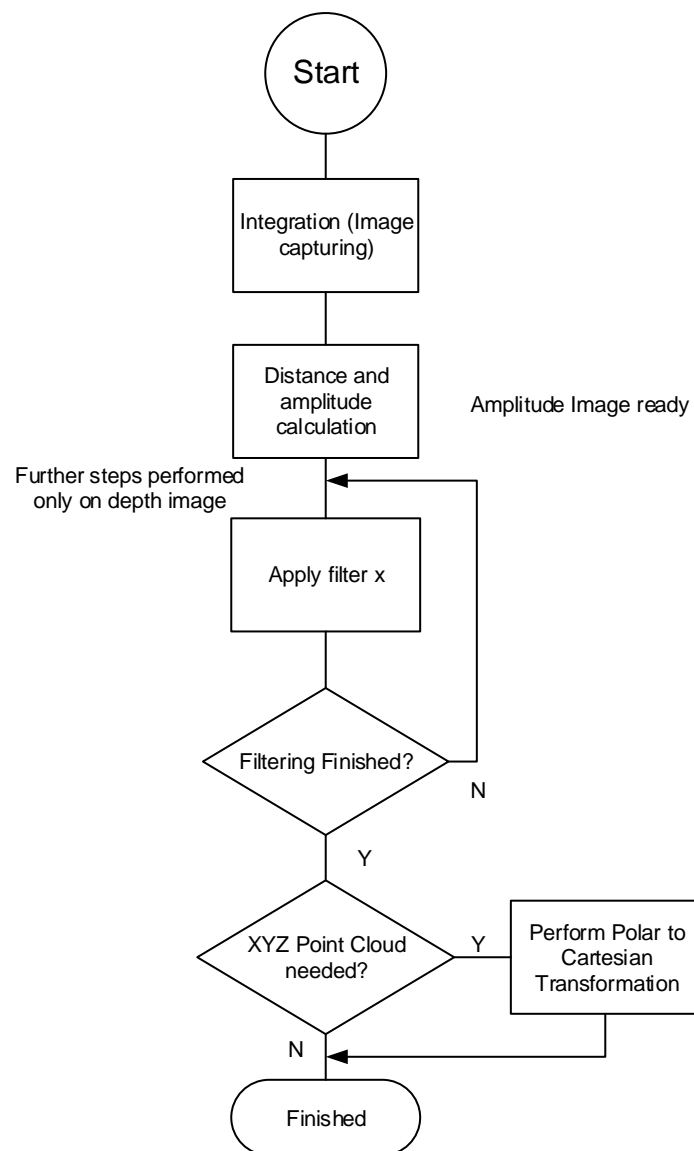 Start
Integration (Image
capturing)
Distance and
amplitude
calculation
Amplitude Image ready
Further steps performed
only on depth image
Apply filter x
Filtering Finished?
N
Y
XYZ Point Cloud
needed?
Y
Perform Polar to
Cartesian
Transformation
N
Finished